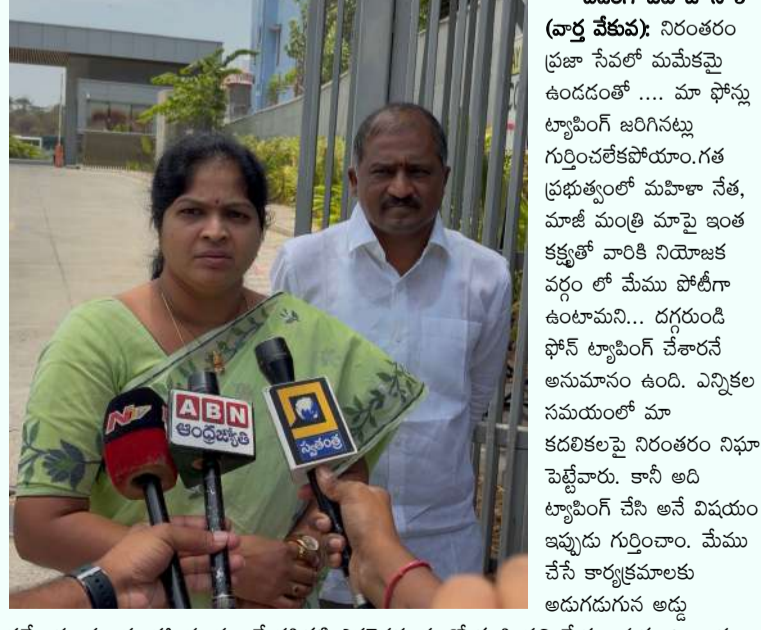 (వార్త వేకువ): నిరంతరం
ప్రజా సేవలో మమేకమై
ఉండడంతో .... మా ఫోన్లు
ట్యాపింగ్ జరిగినట్లు
గుర్తించలేకపోయాం.గత
ప్రభుత్వంలో మహిళా నేత,
మాజీ మంత్రి మాపై ఇంత
కక్ష్యతో వారికి నియోజక
వర్గం లో మేము పోటీగా
ఉంటామని... దగ్గరుండి
ఫోన్ ట్యాపింగ్ చేశారనే
అనుమానం ఉంది. ఎన్నికల
సమయంలో మా
కదలికలపై నిరంతరం నిఘా
పెట్టేవారు. కానీ అది
ట్యాపింగ్ చేసి అనే విషయం
ఇప్పుడు గుర్తించాం. మేము
చేసే కార్యక్రమాలకు
అడుగడుగున అడ్డు
NTV
ABN
ఆంధ్రజ్యోతి
స్వతంత్ర